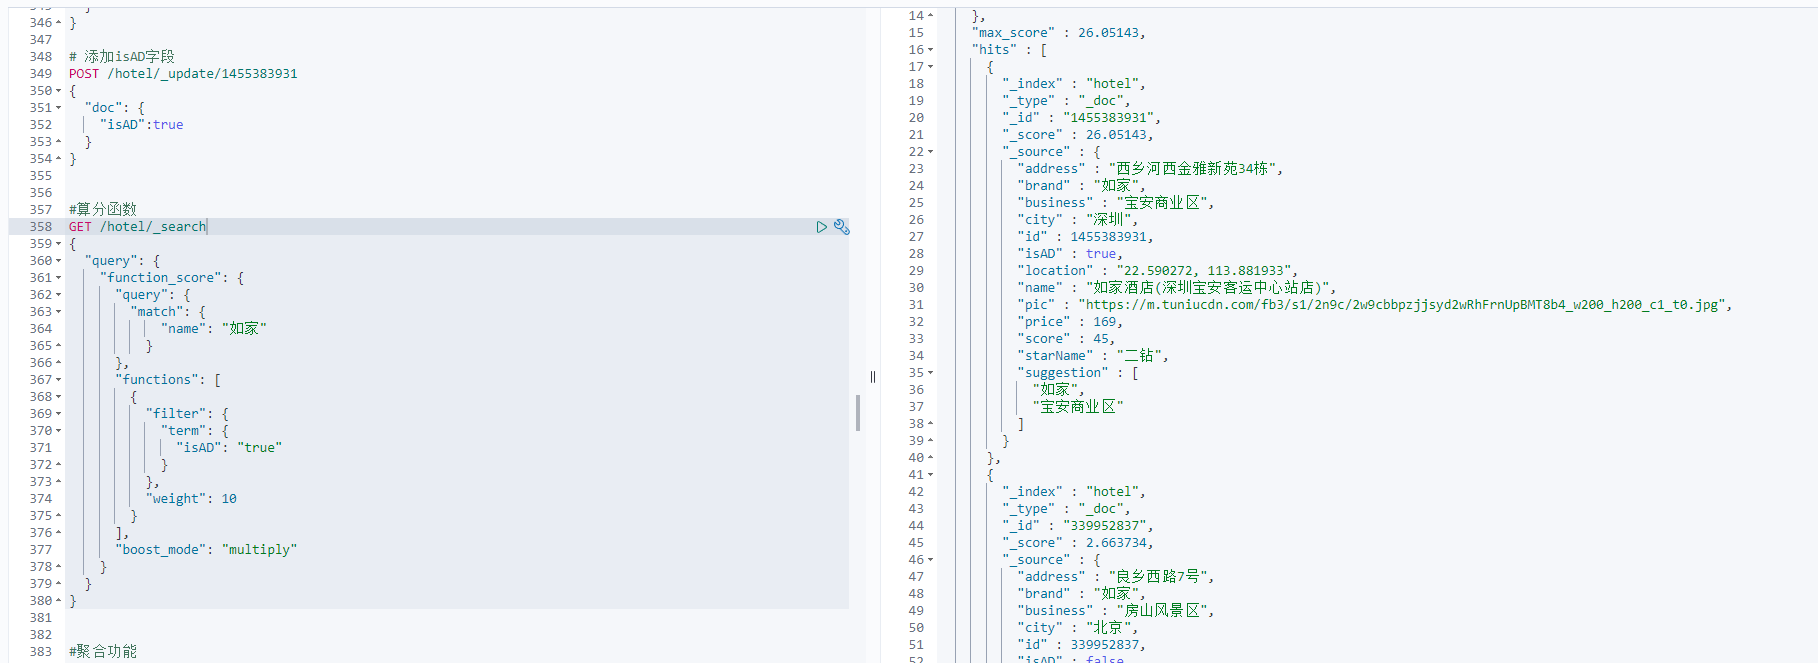 345
}
346 }
347
348 # 添加isAD字段
349 POST /hotel/_update/1455383931
350 {
351 "doc": {
352 "isAD":true
353 }
354 }
355
356
357 #算分函数
358 GET /hotel/_search
359 {
360 "query": {
361 "function_score": {
362 "query": {
363 "match": {
364 "name": "如家"
365 }
366 },
367 "functions": [
368 {
369 "filter": {
370 "term": {
371 "isAD": "true"
372 }
373 },
374 "weight": 10
375 }
376 ],
377 "boost_mode": "multiply"
378 }
379 }
380 }
381
382
383 #聚合功能
14 },
15 "max_score" : 26.05143,
16 "hits" : [
17 {
18 "_index" : "hotel",
19 "_type" : "_doc",
20 "_id" : "1455383931",
21 "_score" : 26.05143,
22 "_source" : {
23 "address" : "西乡河西金雅新苑34栋",
24 "brand" : "如家",
25 "business" : "宝安商业区",
26 "city" : "深圳",
27 "id" : 1455383931,
28 "isAD" : true,
29 "location" : "22.590272, 113.881933",
30 "name" : "如家酒店(深圳宝安客运中心站店)",
31 "pic" : "https://m.tuniucdn.com/fb3/s1/2n9c/2w9cbbpzjjsyd2wRhFrnUpBMT8b4_w200_h200_c1_t0.jpg",
32 "price" : 169,
33 "score" : 45,
34 "starName" : "二钻",
35 "suggestion" : [
36 "如家",
37 "宝安商业区"
38 ]
39 }
40 },
41 {
42 "_index" : "hotel",
43 "_type" : "_doc",
44 "_id" : "339952837",
45 "_score" : 2.663734,
46 "_source" : {
47 "address" : "良乡西路7号",
48 "brand" : "如家",
49 "business" : "房山风景区",
50 "city" : "北京",
51 "id" : 339952837,
52 "isAD" : false,